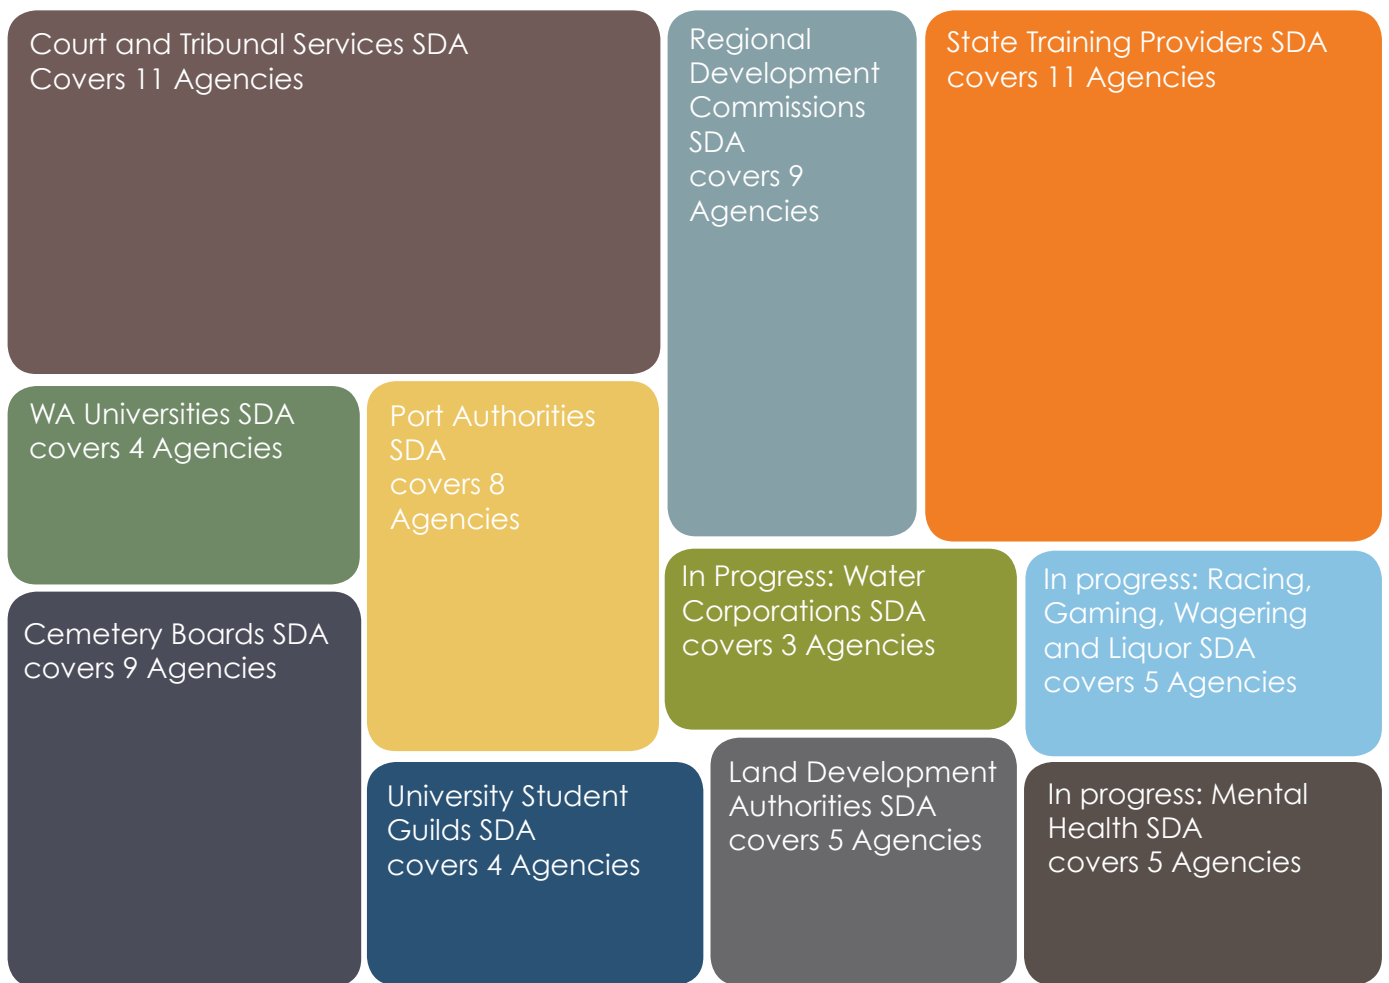 Court and Tribunal Services SDA
Covers 11 Agencies
Regional
Development
Commissions
SDA
covers 9
Agencies
State Training Providers SDA
covers 11 Agencies
WA Universities SDA
covers 4 Agencies
Port Authorities
SDA
covers 8
Agencies
In Progress: Water
Corporations SDA
covers 3 Agencies
In progress: Racing,
Gaming, Wagering
and Liquor SDA
covers 5 Agencies
Cemetery Boards SDA
covers 9 Agencies
University Student
Guilds SDA
covers 4 Agencies
Land Development
Authorities SDA
covers 5 Agencies
In progress: Mental
Health SDA
covers 5 Agencies